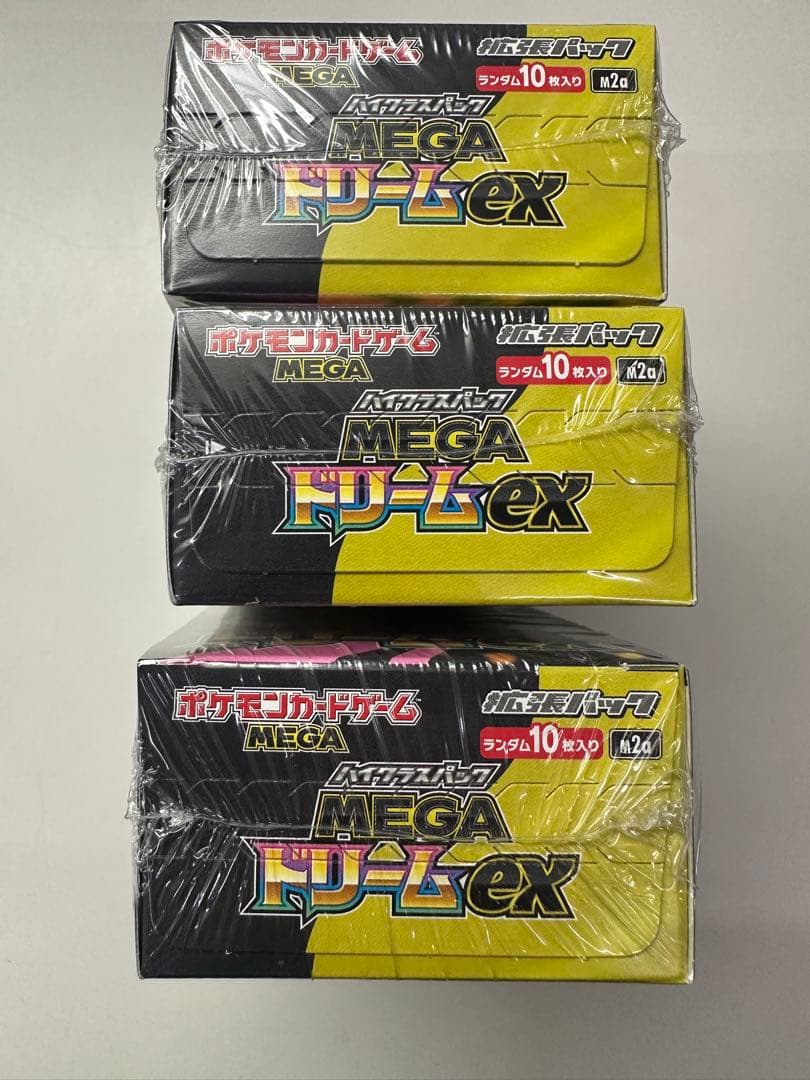 ポケモンカードゲーム
MEGA
拡張パック
ランダム10枚入り M2a
ハイクラスパック
MEGA
ドリームex
ポケモンカードゲーム
MEGA
拡張パック
ランダム10枚入り M2a
ハイクラスパック
MEGA
ドリームex
ポケモンカードゲーム
MEGA
拡張パック
ランダム10枚入り M2a
ハイクラスパック
MEGA
ドリームex